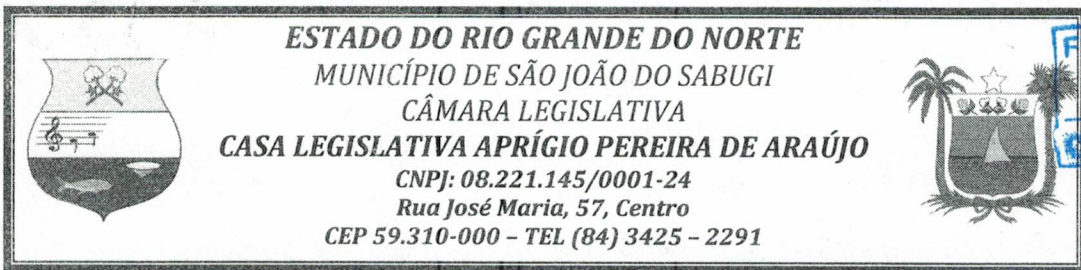 ESTADO DO RIO GRANDE DO NORTE
MUNICÍPIO DE SÃO JOÃO DO SABUGI
CÂMARA LEGISLATIVA
CASA LEGISLATIVA APRÍGIO PEREIRA DE ARAÚJO
CNPJ: 08.221.145/0001-24
Rua José Maria, 57, Centro
CEP 59.310-000 – TEL (84) 3425 – 2291